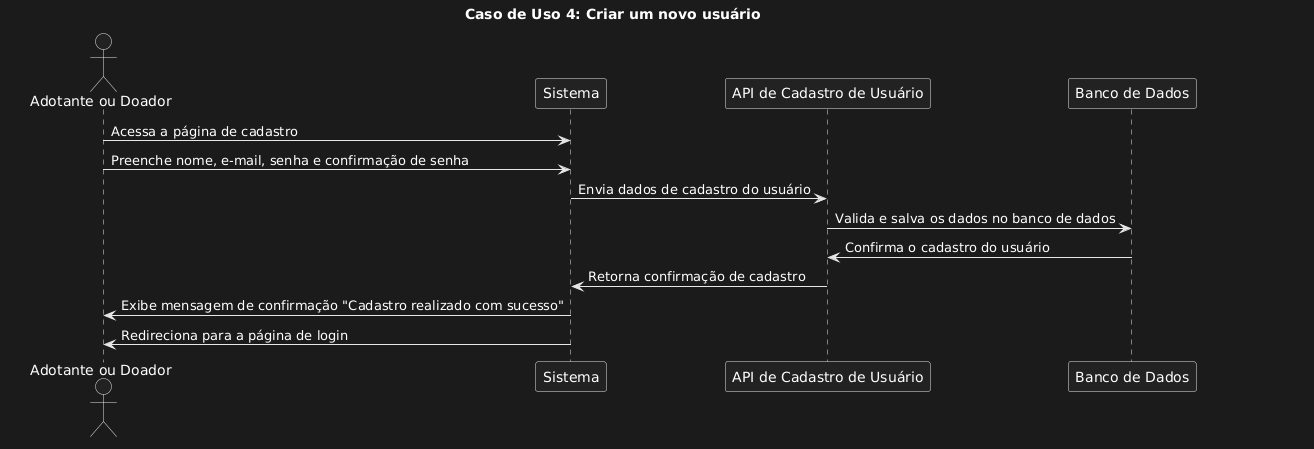 Caso de Uso 4: Criar um novo usuário
Adotante ou Doador
Sistema
API de Cadastro de Usuário
Banco de Dados
Acessa a página de cadastro
Preenche nome, e-mail, senha e confirmação de senha
Envia dados de cadastro do usuário
Valida e salva os dados no banco de dados
Confirma o cadastro do usuário
Retorna confirmação de cadastro
Exibe mensagem de confirmação "Cadastro realizado com sucesso"
Redireciona para a página de login
Adotante ou Doador
Sistema
API de Cadastro de Usuário
Banco de Dados